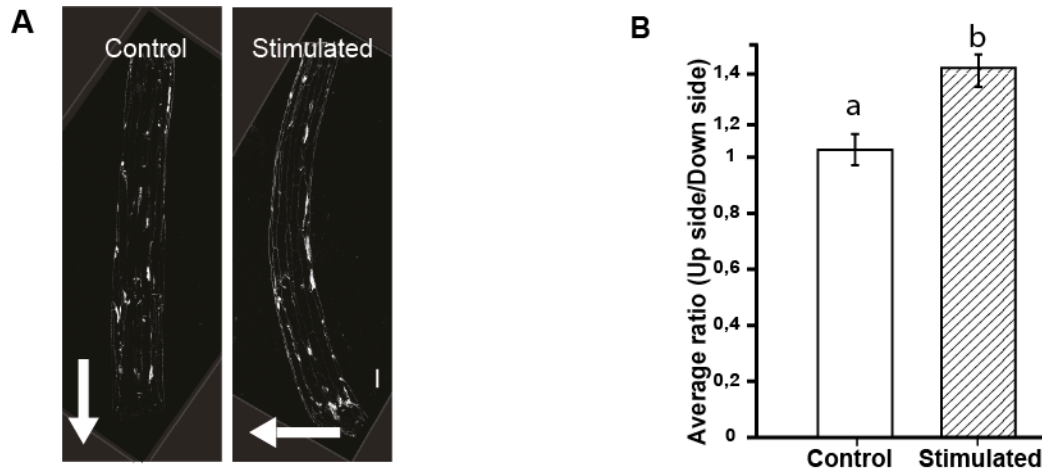 A
Control
Stimulated
B
Average ratio (Up side/Down side)
1,4
1,2
1
0,8
0,6
0,4
0,2
0
a
b
Control
Stimulated